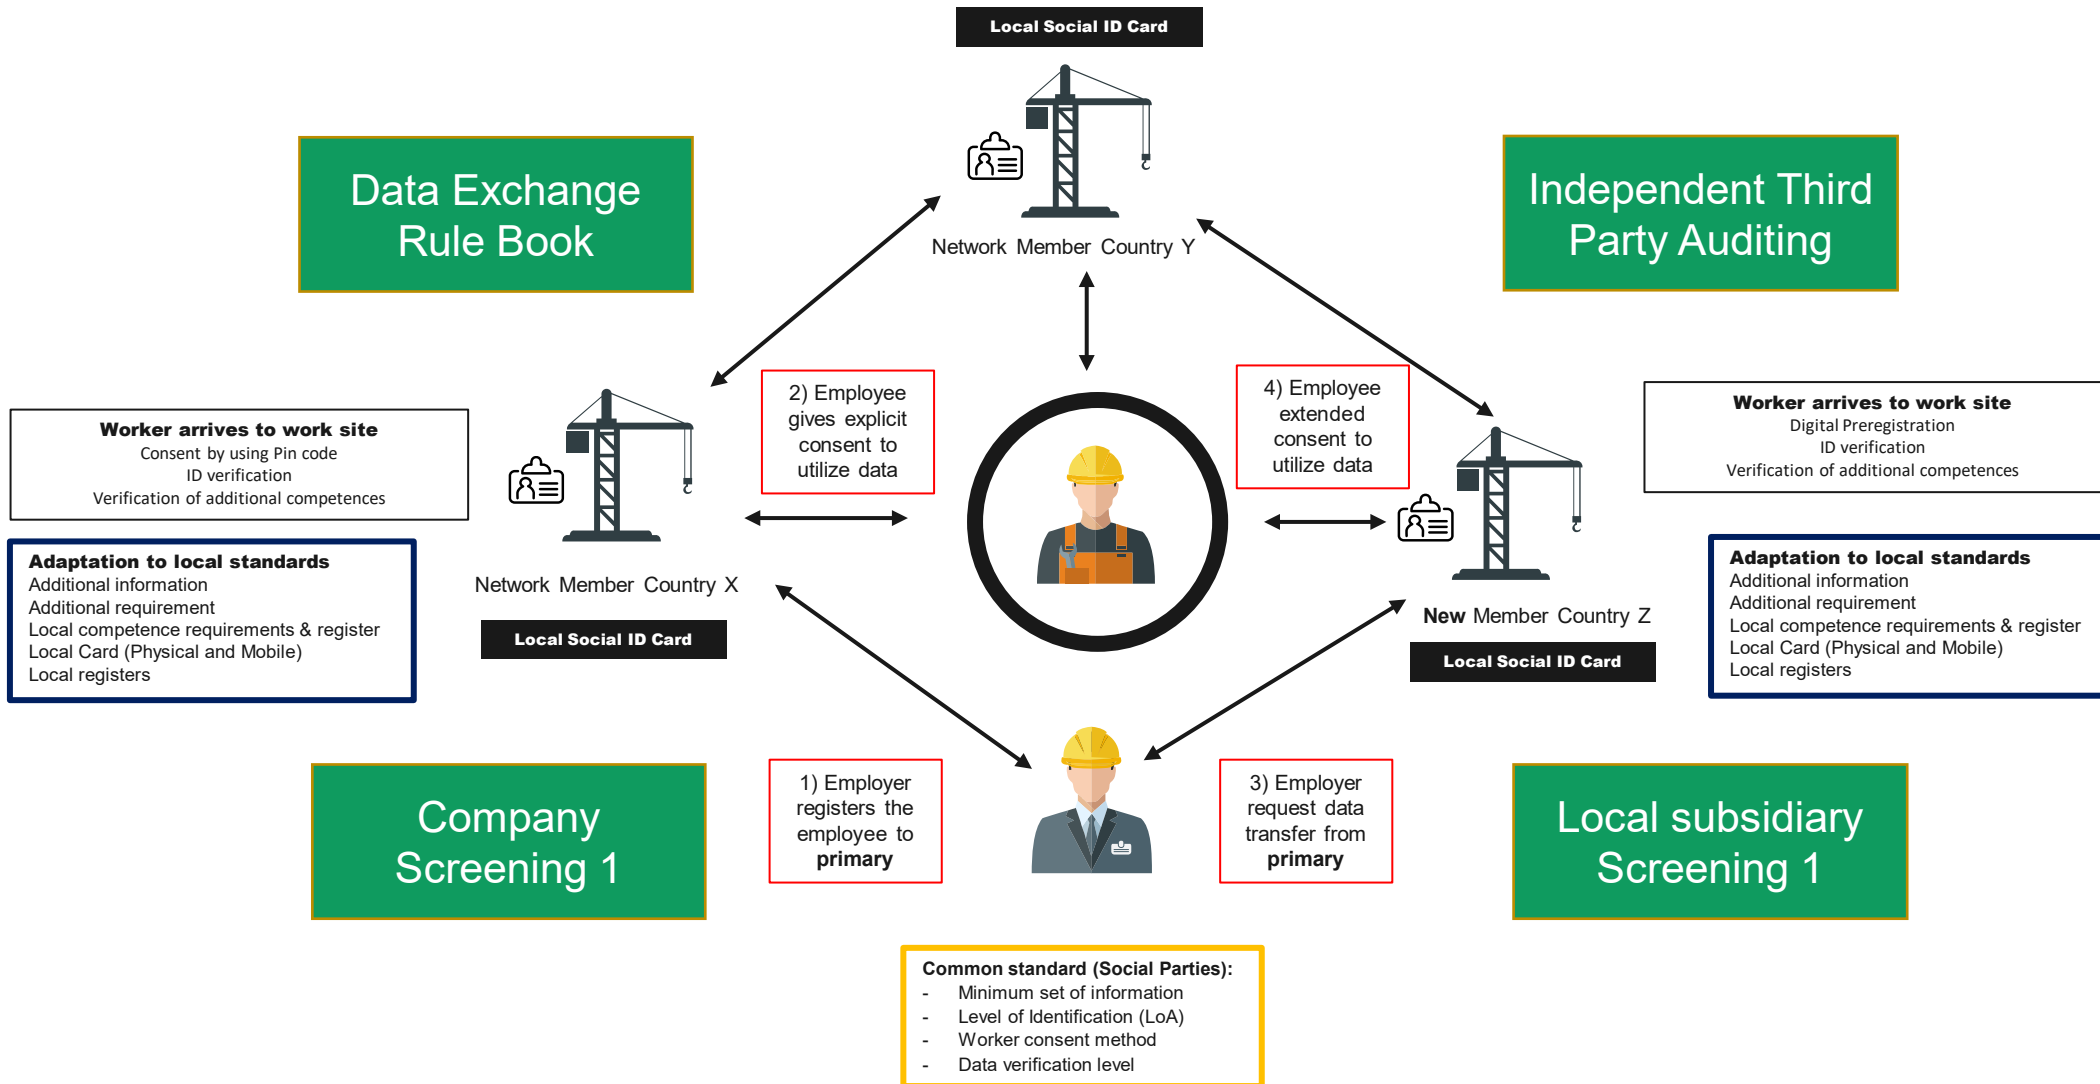 Local Social ID Card
Data Exchange
Rule Book
Independent Third
Party Auditing
Network Member Country Y
2) Employee
gives explicit
consent to
utilize data
4) Employee
extended
consent to
utilize data
Worker arrives to work site
Consent by using Pin code
ID verification
Verification of additional competences
Worker arrives to work site
Digital Preregistration
ID verification
Verification of additional competences
Adaptation to local standards
Additional information
Additional requirement
Local competence requirements & register
Local Card (Physical and Mobile)
Local registers
Network Member Country X
Local Social ID Card
New Member Country Z
Local Social ID Card
Adaptation to local standards
Additional information
Additional requirement
Local competence requirements & register
Local Card (Physical and Mobile)
Local registers
Company
Screening 1
1) Employer
registers the
employee to
primary
3) Employer
request data
transfer from
primary
Local subsidiary
Screening 1
Common standard (Social Parties):
- Minimum set of information
- Level of Identification (LoA)
- Worker consent method
- Data verification level